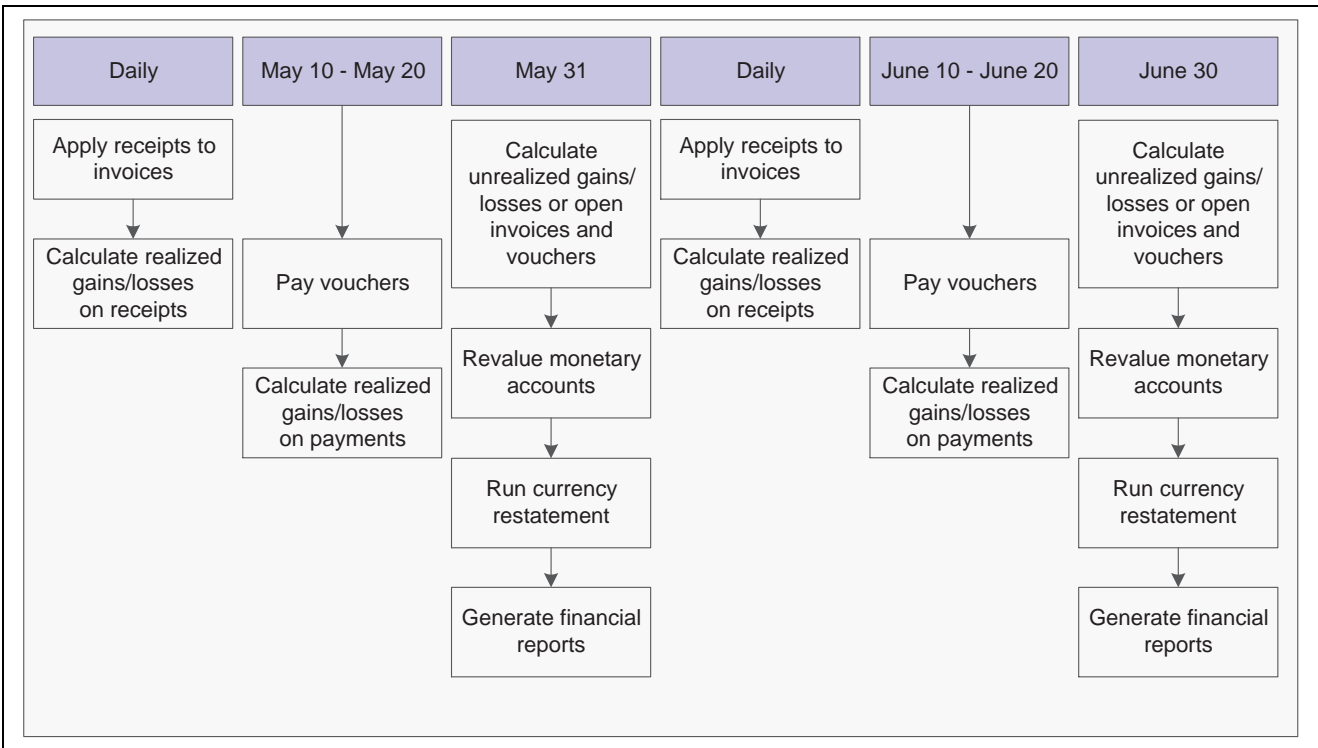 Daily
May 10 - May 20
May 31
Daily
June 10 - June 20
June 30
Apply receipts to
invoices
Calculate realized
gains/losses
on receipts
Pay vouchers
Calculate realized
gains/losses
on payments
Calculate
unrealized gains/
losses or open
invoices and
vouchers
Revalue monetary
accounts
Run currency
restatement
Generate financial
reports
Apply receipts to
invoices
Calculate realized
gains/losses
on receipts
Pay vouchers
Calculate realized
gains/losses
on payments
Calculate
unrealized gains/
losses or open
invoices and
vouchers
Revalue monetary
accounts
Run currency
restatement
Generate financial
reports